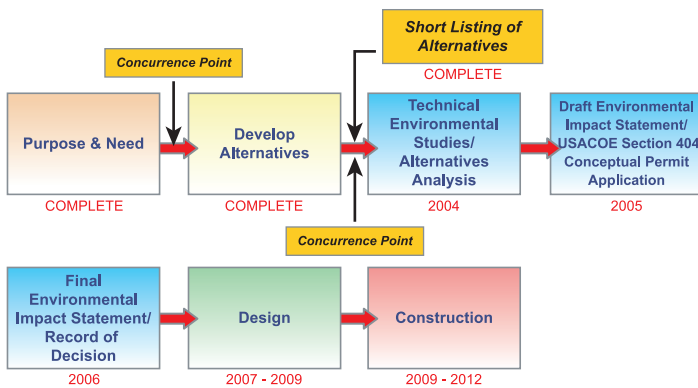 Short Listing of
Alternatives
COMPLETE
Concurrence Point
Purpose & Need
COMPLETE
Develop
Alternatives
COMPLETE
Technical
Environmental
Studies/
Alternatives
Analysis
2004
Draft Environmental
Impact Statement/
USACOE Section 404
Conceptual Permit
Application
2005
Concurrence Point
Final
Environmental
Impact Statement/
Record of
Decision
2006
Design
2007 - 2009
Construction
2009 - 2012